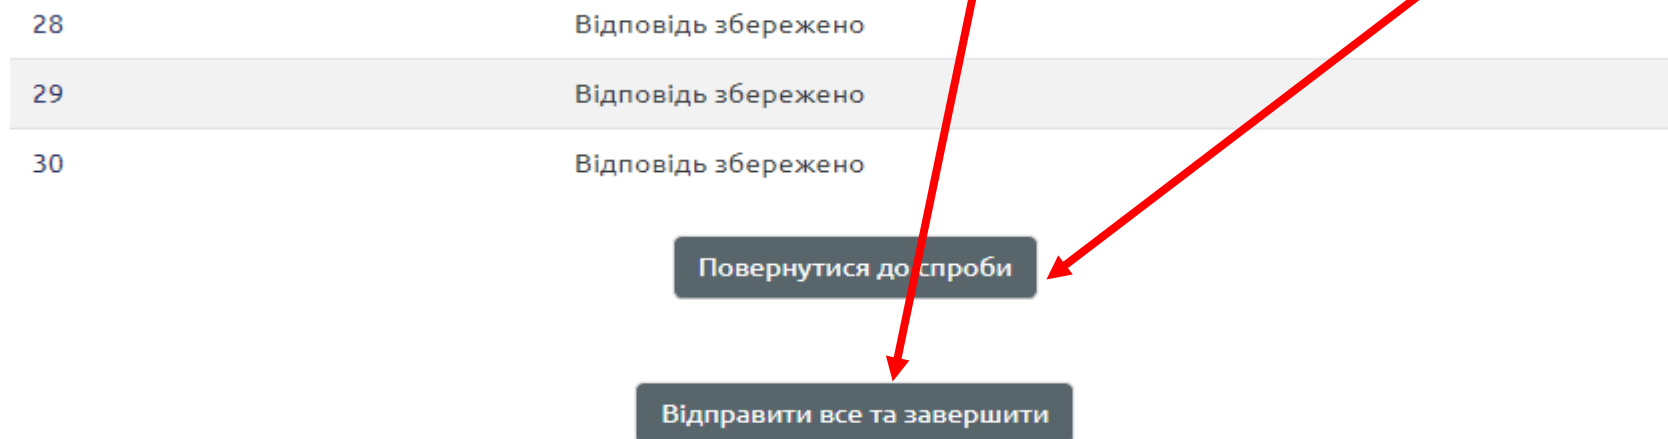 28 Відповідь збережено
29 Відповідь збережено
30 Відповідь збережено
Повернутися до спроби
Відправити все та завершити